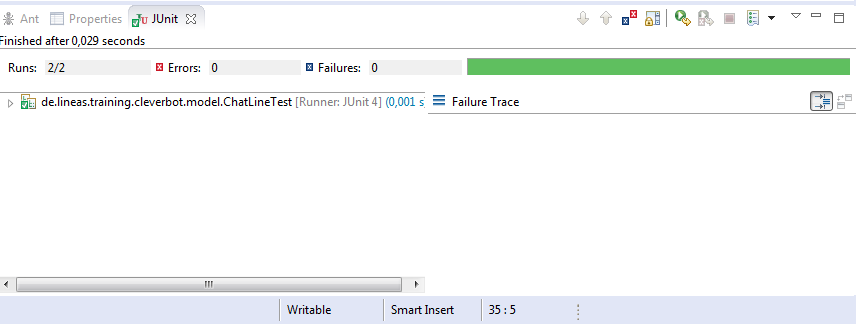 Ant Properties JUnit
Finished after 0,029 seconds
Runs: 2/2 Errors: 0 Failures: 0
de.lineas.training.cleverbot.model.ChatLineTest [Runner: JUnit 4] (0,001 s) Failure Trace
Writable Smart Insert 35 : 5